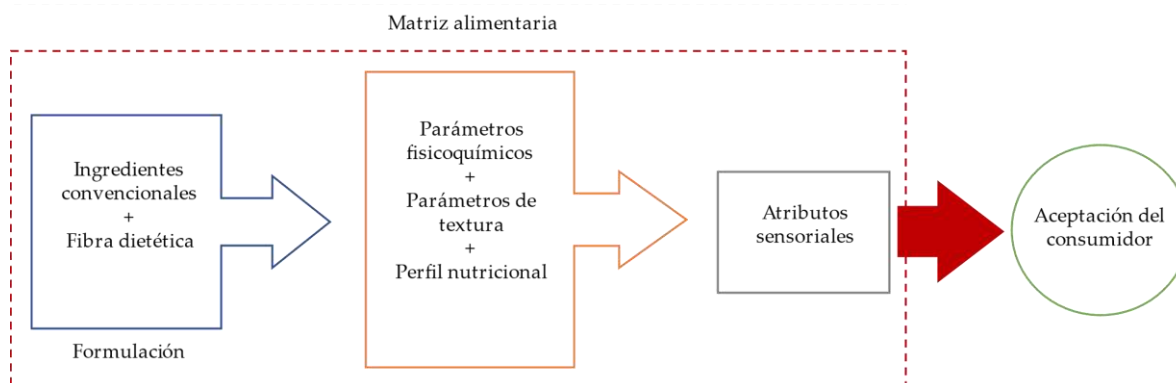 Matriz alimentaria
Ingredientes
convencionales
+
Fibra dietética
Formulación
Parámetros
fisicoquímicos
+
Parámetros de
textura
+
Perfil nutricional
Atributos
sensoriales
Aceptación del
consumidor